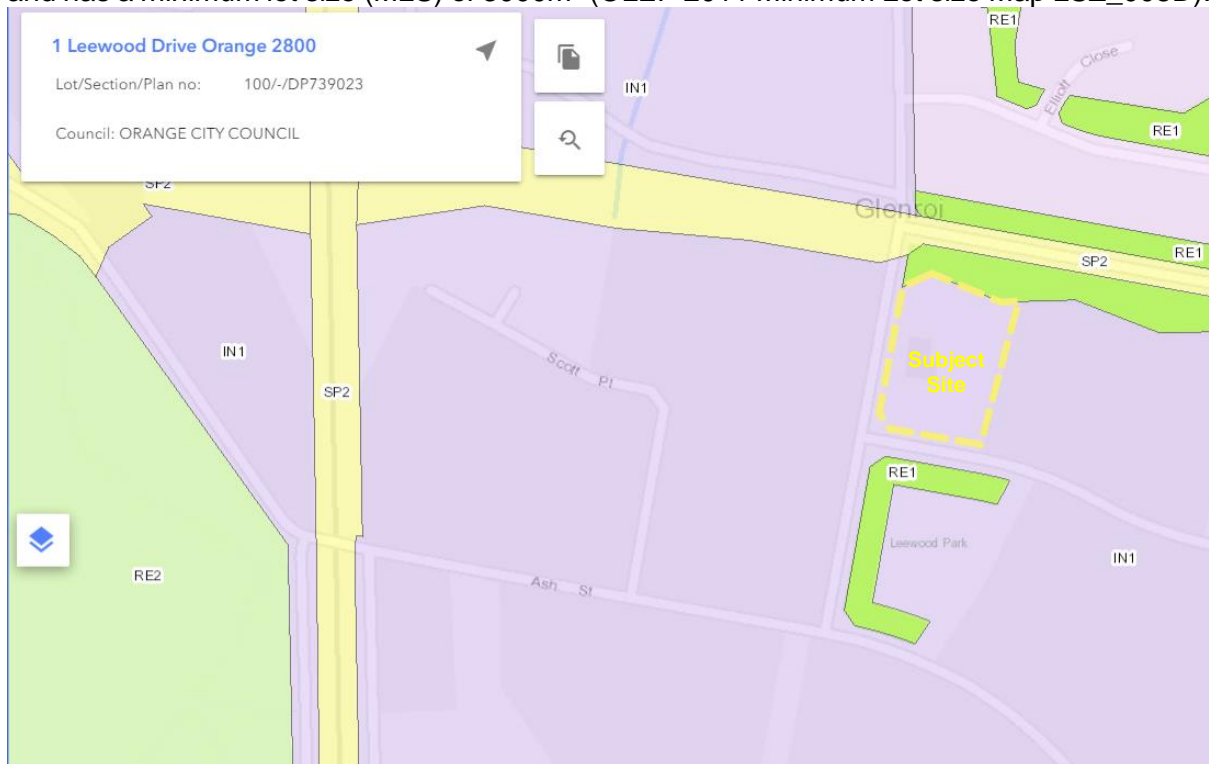 1 Leewood Drive Orange 2800
Lot/Section/Plan no: 100/-/DP739023
Council: ORANGE CITY COUNCIL
RE1
IN1
Elliott Close
RE1
SP2
Glenroi
RE1
SP2
IN1
Scott Pl
Subject
Site
SP2
RE1
Leewood Park
IN1
RE2
Ash St